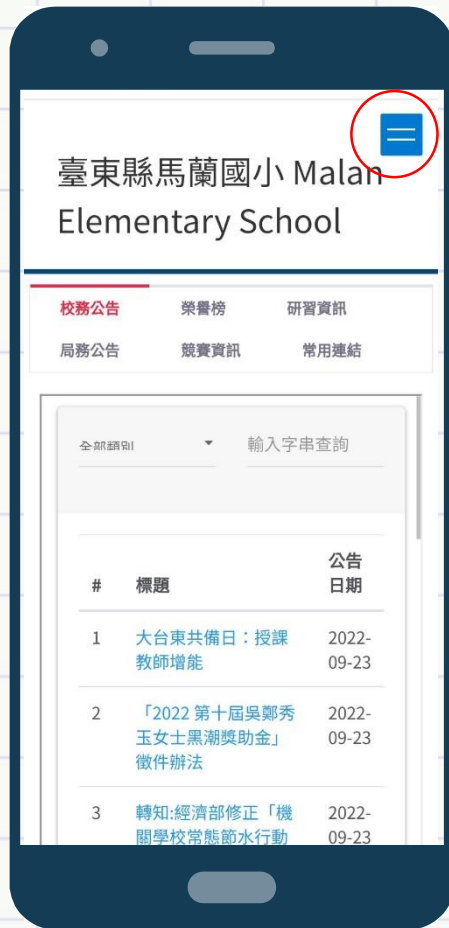 臺東縣馬蘭國小 Malan
Elementary School
校務公告 榮譽榜 研習資訊
局務公告 競賽資訊 常用連結
全部類別 輸入字串查詢
公告
# 標題 日期
1 大台東共備日：授課 2022-
教師增能 09-23
2 「2022 第十屆吳鄭秀 2022-
玉女士黑潮獎助金」 09-23
徵件辦法
3 轉知:經濟部修正「機 2022-
關學校常態節水行動 09-23